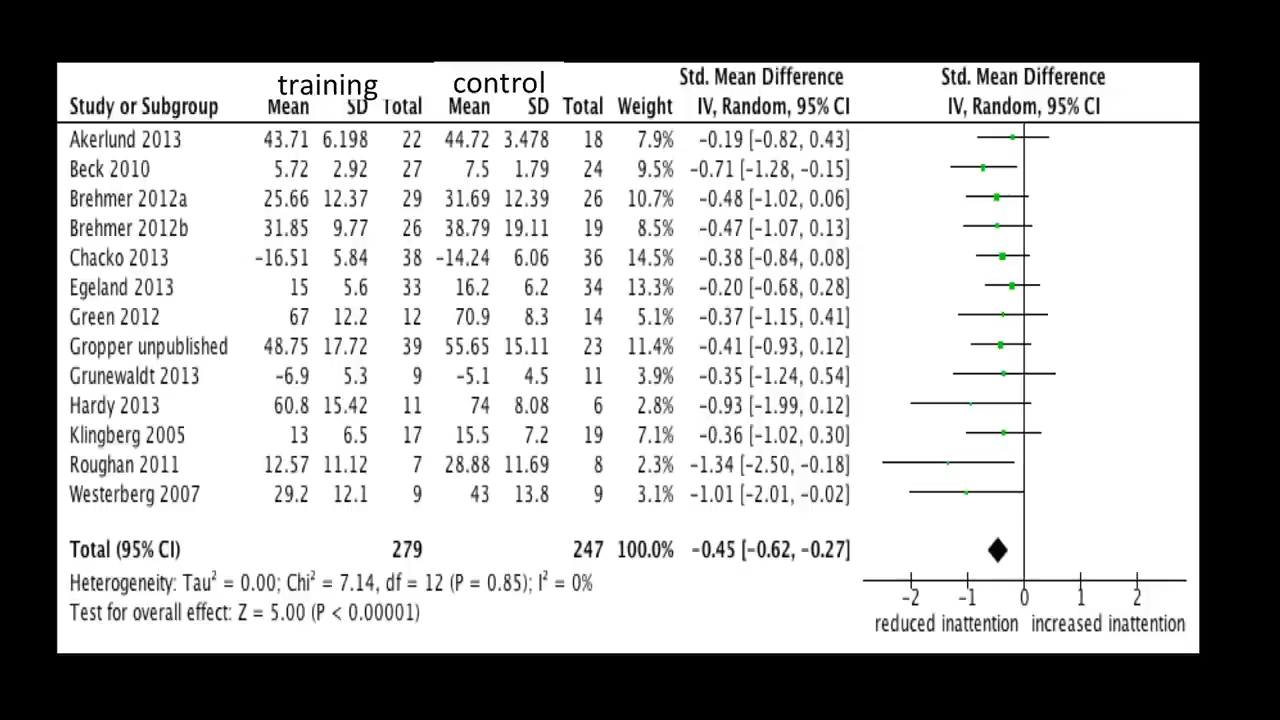 training control Std. Mean Difference Std. Mean Difference
Study or Subgroup Mean SD Total Mean SD Total Weight IV, Random, 95% CI IV, Random, 95% CI
Akerlund 2013 43.71 6.198 22 44.72 3.478 18 7.9% −0.19 [−0.82, 0.43]
Beck 2010 5.72 2.92 27 7.5 1.79 24 9.5% −0.71 [−1.28, −0.15]
Brehmer 2012a 25.66 12.37 29 31.69 12.39 26 10.7% −0.48 [−1.02, 0.06]
Brehmer 2012b 31.85 9.77 26 38.79 19.11 19 8.5% −0.47 [−1.07, 0.13]
Chacko 2013 −16.51 5.84 38 −14.24 6.06 36 14.5% −0.38 [−0.84, 0.08]
Egeland 2013 15 5.6 33 16.2 6.2 34 13.3% −0.20 [−0.68, 0.28]
Green 2012 67 12.2 12 70.9 8.3 14 5.1% −0.37 [−1.15, 0.41]
Gropper unpublished 48.75 17.72 39 55.65 15.11 23 11.4% −0.41 [−0.93, 0.12]
Grunewaldt 2013 −6.9 5.3 9 −5.1 4.5 11 3.9% −0.35 [−1.24, 0.54]
Hardy 2013 60.8 15.42 11 74 8.08 6 2.8% −0.93 [−1.99, 0.12]
Klingberg 2005 13 6.5 17 15.5 7.2 19 7.1% −0.36 [−1.02, 0.30]
Roughan 2011 12.57 11.12 7 28.88 11.69 8 2.3% −1.34 [−2.50, −0.18]
Westerberg 2007 29.2 12.1 9 43 13.8 9 3.1% −1.01 [−2.01, −0.02]
Total (95% CI) 279 247 100.0% −0.45 [−0.62, −0.27]
Heterogeneity: Tau² = 0.00; Chi² = 7.14, df = 12 (P = 0.85); I² = 0%
Test for overall effect: Z = 5.00 (P < 0.00001)
−2 −1 0 1 2
reduced inattention increased inattention